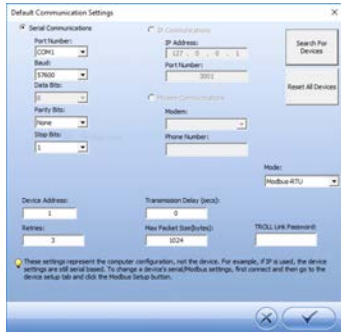 Default Communication Settings
Serial Communications
Port Number:
COM1
Baud:
57600
Data Bits:
8
Parity Bits:
None
Stop Bits:
1
IP Communications
IP Address:
127 . 0 . 0 . 1
Port Number:
3001
Modem Communications
Modem:
Phone Number:
Search For
Devices
Reset All Devices
Mode:
Modbus-RTU
Device Address:
1
Transmission Delay (secs):
0
Retries:
3
Max Packet Size(bytes):
1024
TROLL Link Password:
These settings represent the computer configuration, not the device. For example, if IP is used, the device
settings are still serial based. To change a device's serial/Modbus settings, first connect and then go to the
device setup tab and click the Modbus Setup button.